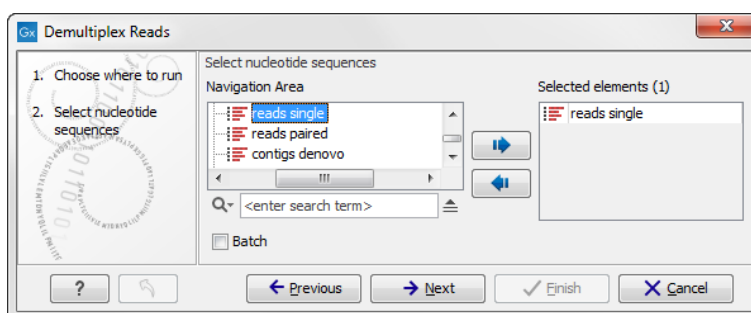 Gx Demultiplex Reads
1. Choose where to run
2. Select nucleotide
sequences
Select nucleotide sequences
Navigation Area
reads single
reads paired
contigs denovo
<enter search term>
Batch
Selected elements (1)
reads single
?
Previous
Next
Finish
Cancel